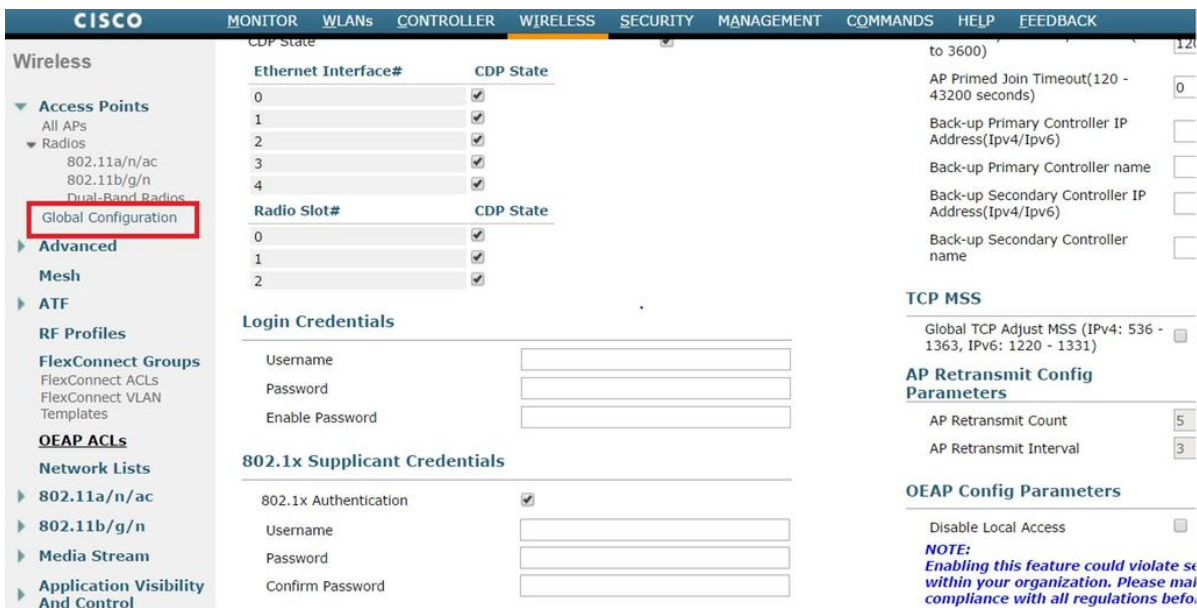 CISCO
MONITOR WLANs CONTROLLER WIRELESS SECURITY MANAGEMENT COMMANDS HELP FEEDBACK
Wireless
Access Points
All APs
Radios
802.11a/n/ac
802.11b/g/n
Dual-Band Radios
Global Configuration
Advanced
Mesh
ATF
RF Profiles
FlexConnect Groups
FlexConnect ACLs
FlexConnect VLAN
Templates
OEAP ACLs
Network Lists
802.11a/n/ac
802.11b/g/n
Media Stream
Application Visibility
And Control
CDP State
Ethernet Interface# CDP State
0
1
2
3
4
Radio Slot# CDP State
0
1
2
Login Credentials
Username
Password
Enable Password
802.1x Supplicant Credentials
802.1x Authentication
Username
Password
Confirm Password
to 3600)
AP Primed Join Timeout(120 -
43200 seconds) 0
Back-up Primary Controller IP
Address(Ipv4/Ipv6)
Back-up Primary Controller name
Back-up Secondary Controller IP
Address(Ipv4/Ipv6)
Back-up Secondary Controller
name
TCP MSS
Global TCP Adjust MSS (IPv4: 536 -
1363, IPv6: 1220 - 1331)
AP Retransmit Config
Parameters
AP Retransmit Count 5
AP Retransmit Interval 3
OEAP Config Parameters
Disable Local Access
NOTE:
Enabling this feature could violate
within your organization. Please
compliance with all regulations